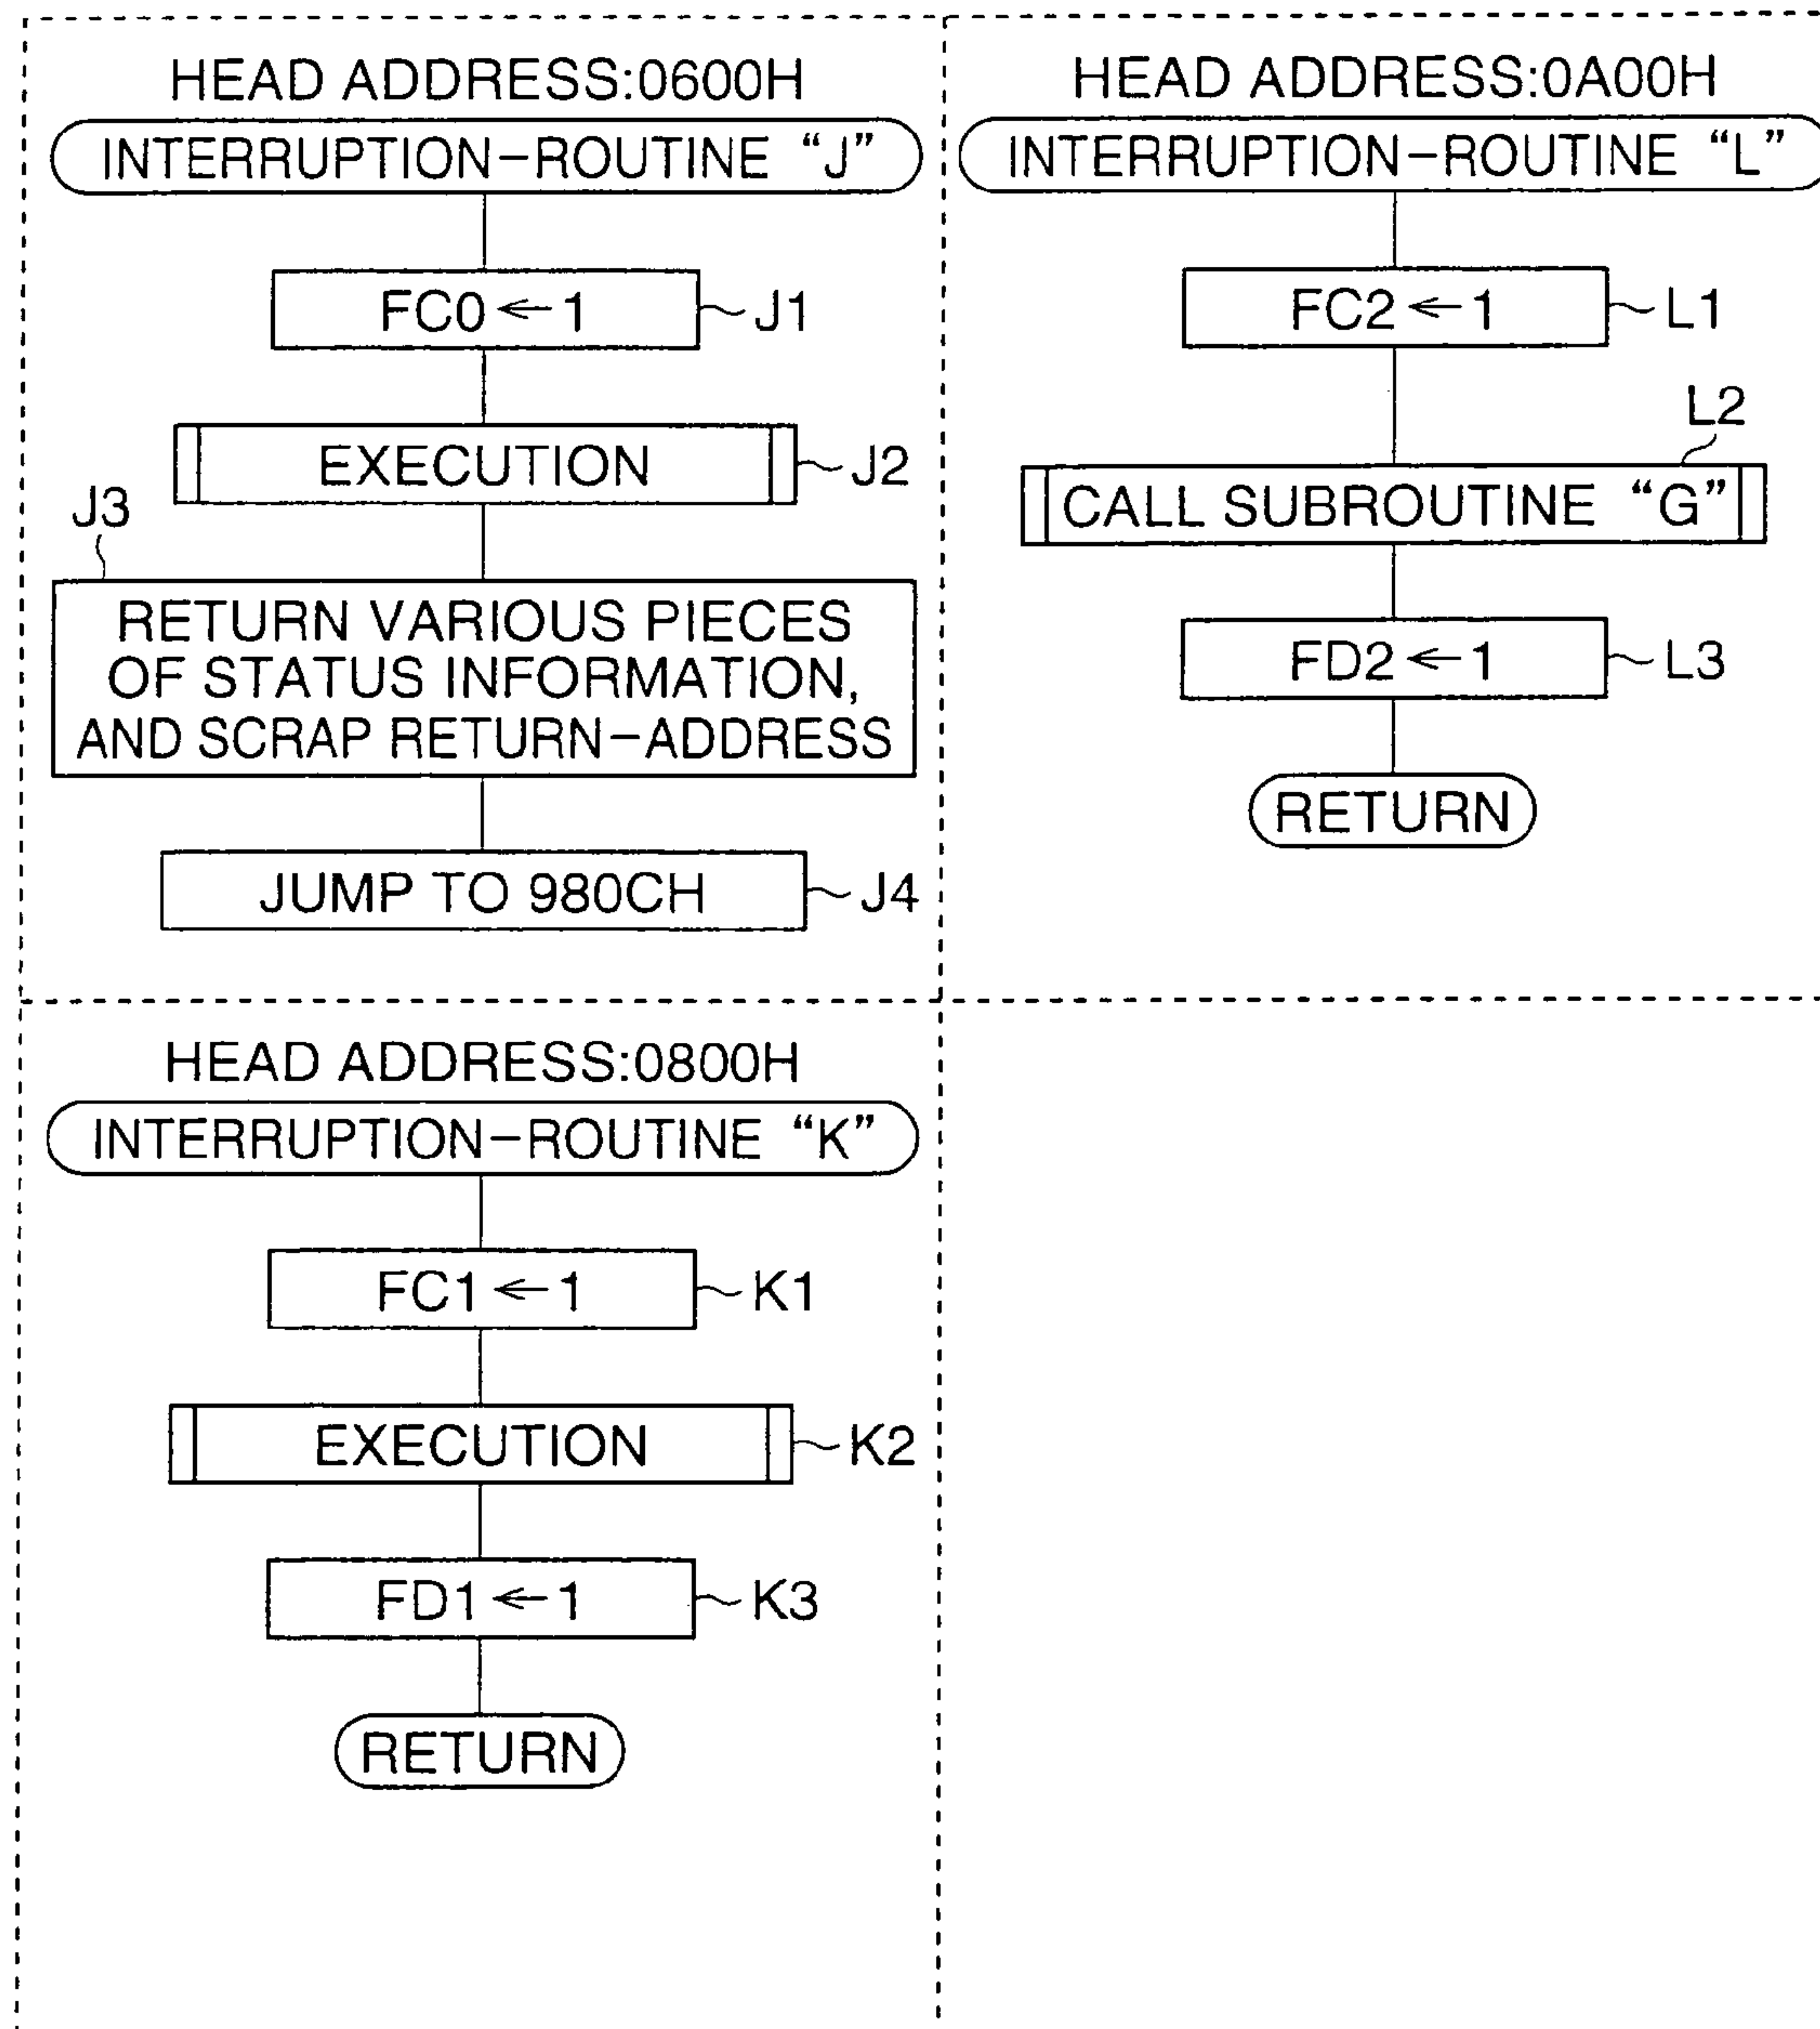 HEAD ADDRESS:0600H
INTERRUPTION-ROUTINE “J”
FC0 ← 1
J1
EXECUTION
J2
J3
RETURN VARIOUS PIECES
OF STATUS INFORMATION,
AND SCRAP RETURN-ADDRESS
JUMP TO 980CH
J4
HEAD ADDRESS:0A00H
INTERRUPTION-ROUTINE “L”
FC2 ← 1
L1
L2
CALL SUBROUTINE “G”
FD2 ← 1
L3
RETURN
HEAD ADDRESS:0800H
INTERRUPTION-ROUTINE “K”
FC1 ← 1
K1
EXECUTION
K2
FD1 ← 1
K3
RETURN